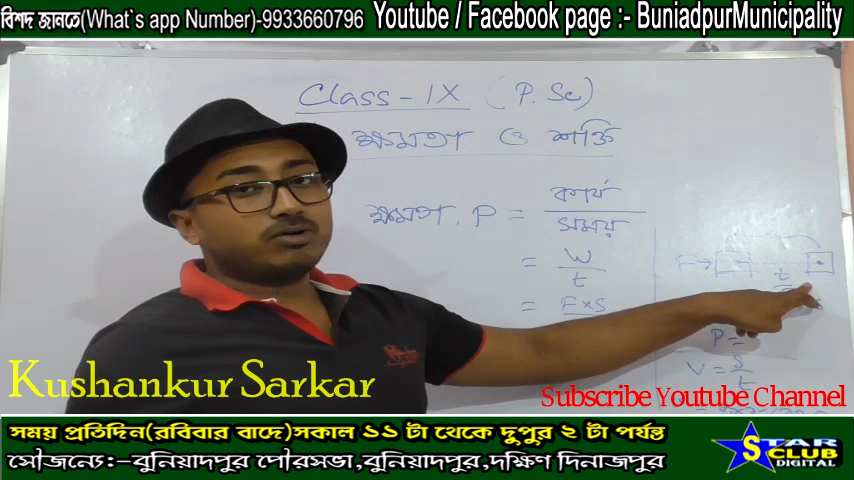 বিশদ জানতে(What`s app Number)-9933660796 Youtube / Facebook page :- BuniadpurMunicipality
Class - IX (P. Sc)
ক্ষমতা ও শক্তি
ক্ষমতা, P = কার্য
সময়
= W
t
= F × S
F →
t
P =
V = S
t
Kushankur Sarkar
Subscribe Youtube Channel
সময় প্রতিদিন(রবিবার বাদে)সকাল ১১ টা থেকে দুপুর ২ টা পর্যন্ত
সৌজন্যে:-বুনিয়াদপুর পৌরসভা,বুনিয়াদপুর,দক্ষিণ দিনাজপুর
STAR
CLUB
DIGITAL